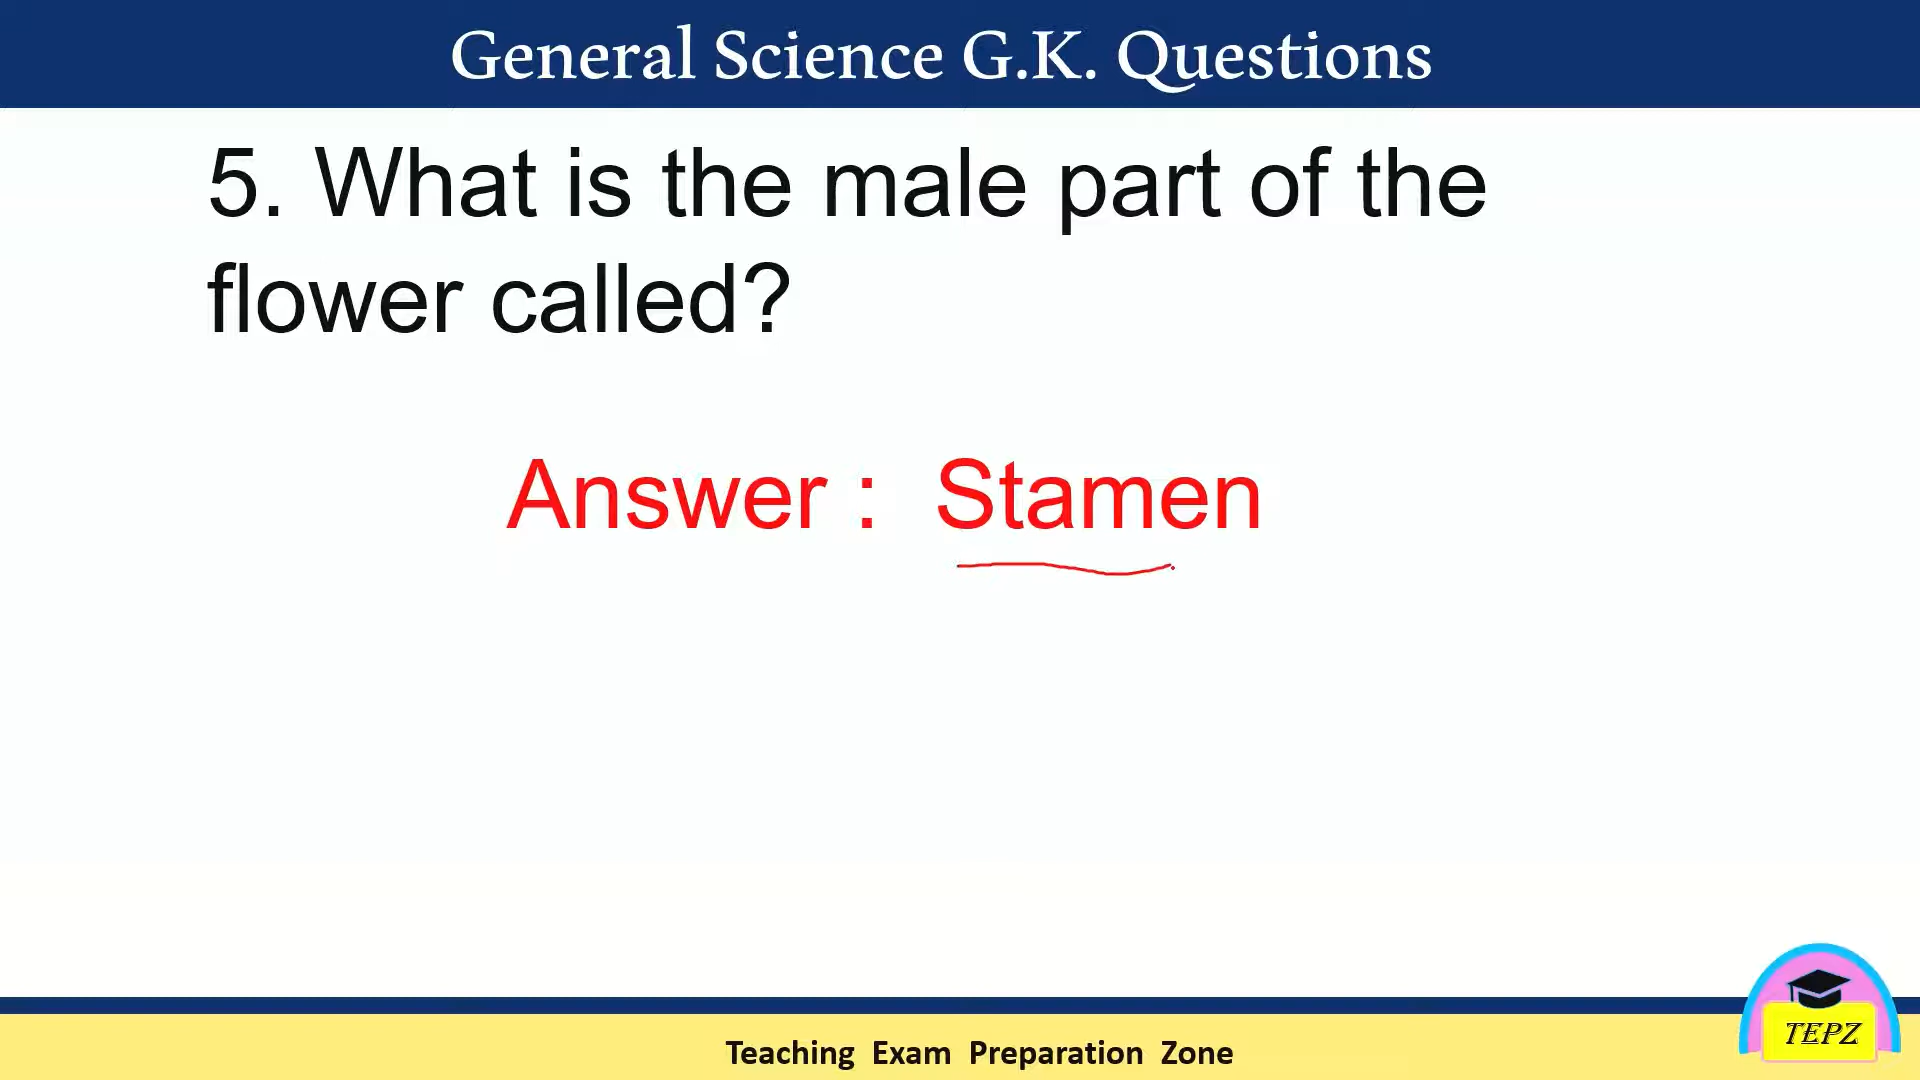 General Science G.K. Questions
5. What is the male part of the
flower called?
Answer : Stamen
TEPZ
Teaching Exam Preparation Zone